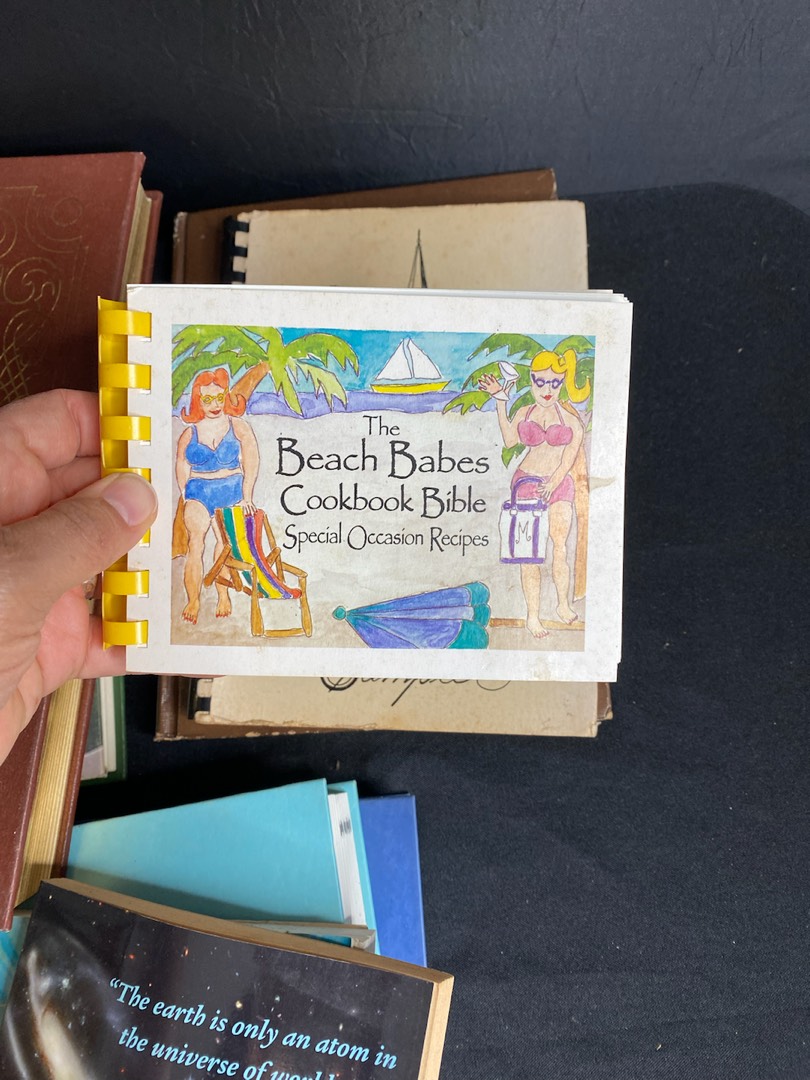 The
Beach Babes
Cookbook Bible
Special Occasion Recipes
M
"The earth is only an atom in
the universe of